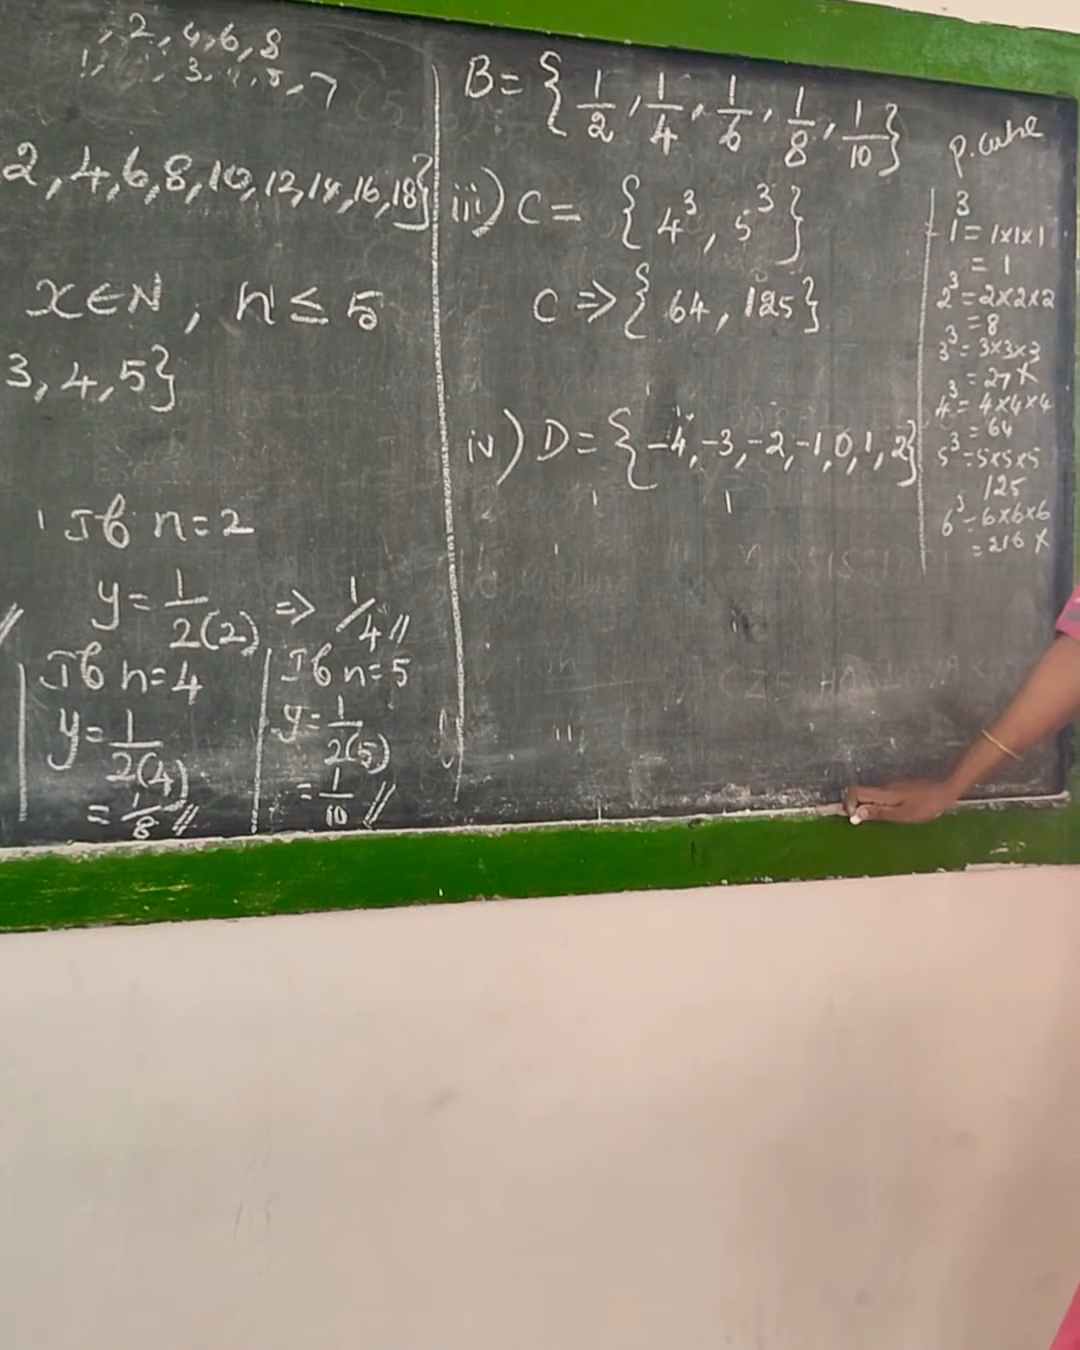 , 2, 4, 6, 8
1, 3, 5, 7
2, 4, 6, 8, 10, 12, 14, 16, 18}
x ∈ N, n ≤ 5
3, 4, 5}
If n = 2
y = 1/2(2) => 1/4 //
If n = 4
y = 1/2(4)
= 1/8 //
If n = 5
y = 1/2(5)
= 1/10 //
B = { 1/2, 1/4, 1/6, 1/8, 1/10 }
iii) C = { 4³, 5³ }
C => { 64, 125 }
iv) D = { -4, -3, -2, -1, 0, 1, 2 }
P. cube
1³ = 1×1×1
= 1
2³ = 2×2×2
= 8
3³ = 3×3×3
= 27 ×
4³ = 4×4×4
= 64
5³ = 5×5×5
125
6³ = 6×6×6
= 216 ×